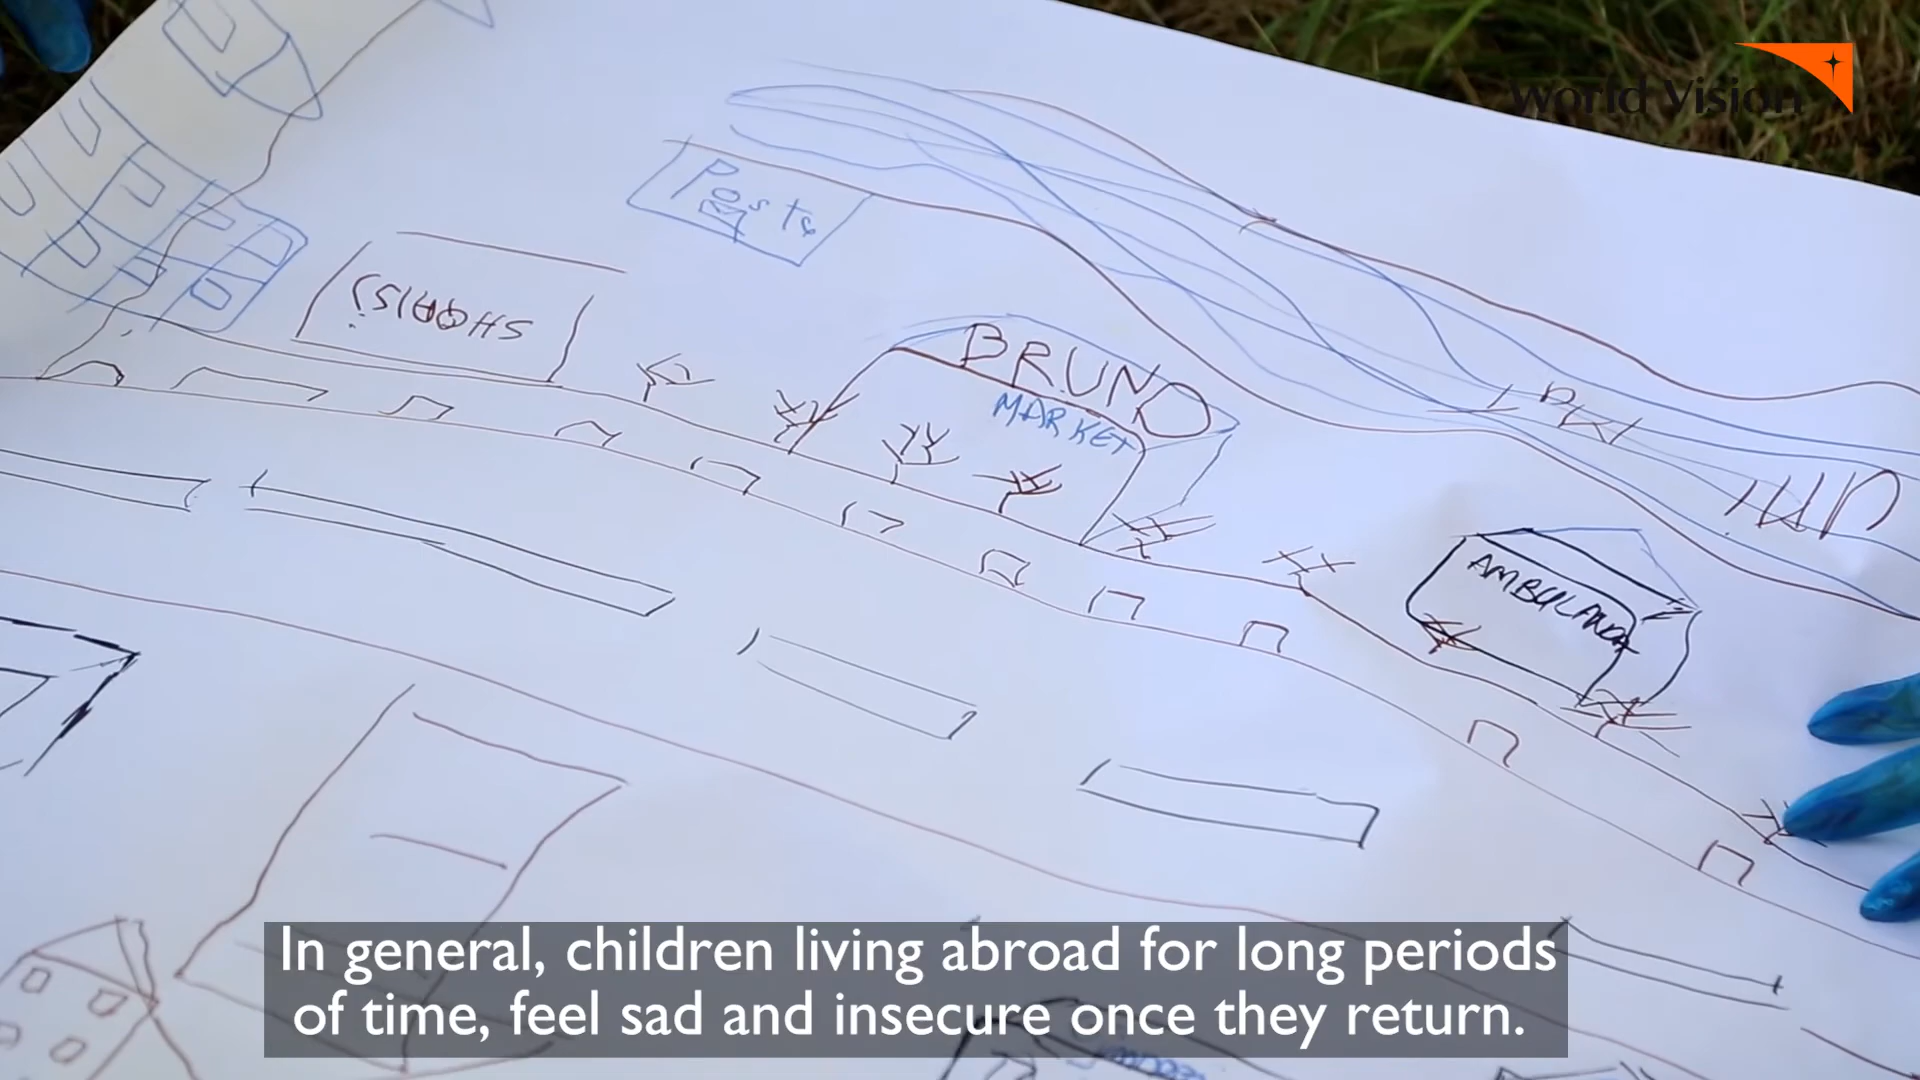 World Vision
Posta
BRUNO
MARKET
AMBULANCA
In general, children living abroad for long periods
of time, feel sad and insecure once they return.